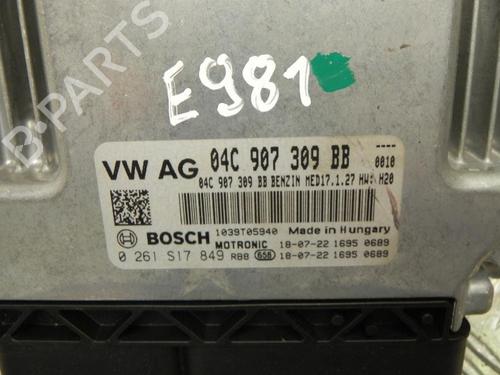 B-PARTS
E981
VW AG 04C 907 309 BB 0010
04C 907 309 BB BENZIN MED17.1.27 HW: H20
1039T05940 Made in Hungary
BOSCH MOTRONIC 18-07-22 1695 0689
0 261 S17 849 RBB 65B 18-07-22 1695 0689